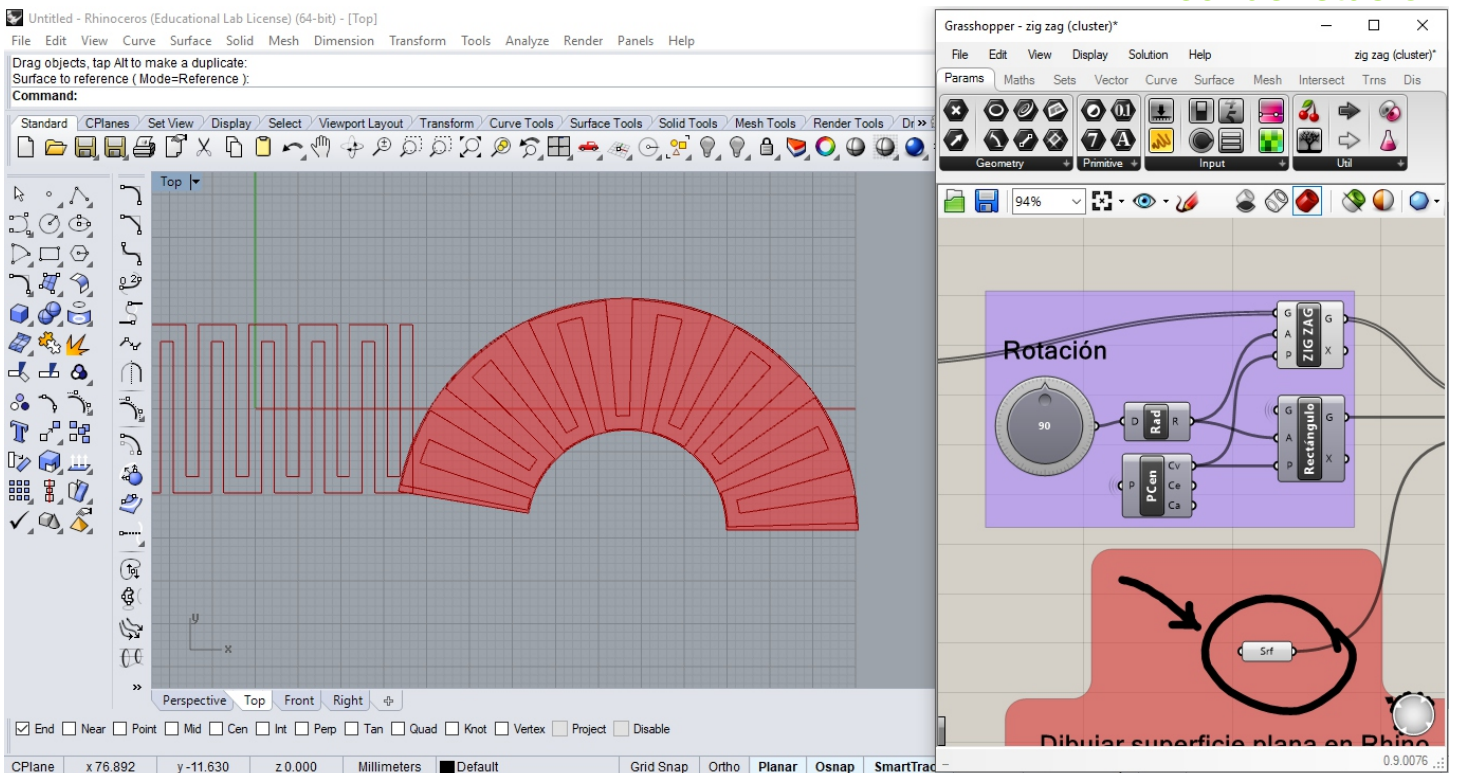 Untitled - Rhinoceros (Educational Lab License) (64-bit) - [Top]
File Edit View Curve Surface Solid Mesh Dimension Transform Tools Analyze Render Panels Help
Drag objects, tap Alt to make a duplicate:
Surface to reference ( Mode=Reference ):
Command:
Standard CPlanes Set View Display Select Viewport Layout Transform Curve Tools Surface Tools Solid Tools Mesh Tools Render Tools Dr »
Top
y
x
»
Perspective Top Front Right
End Near Point Mid Cen Int Perp Tan Quad Knot Vertex Project Disable
CPlane x 76.892 y -11.630 z 0.000 Millimeters Default Grid Snap Ortho Planar Osnap SmartTrac
Grasshopper - zig zag (cluster)*
File Edit View Display Solution Help zig zag (cluster)*
Params Maths Sets Vector Curve Surface Mesh Intersect Trns Dis
Geometry Primitive Input Util
94%
Rotación
90
D Rad R
P PCen Cv Ce Ca
G A P ZIG ZAG G X
G A P Rectángulo G X
Srf
Dibujar superficie plana en Rhino
0.9.0076